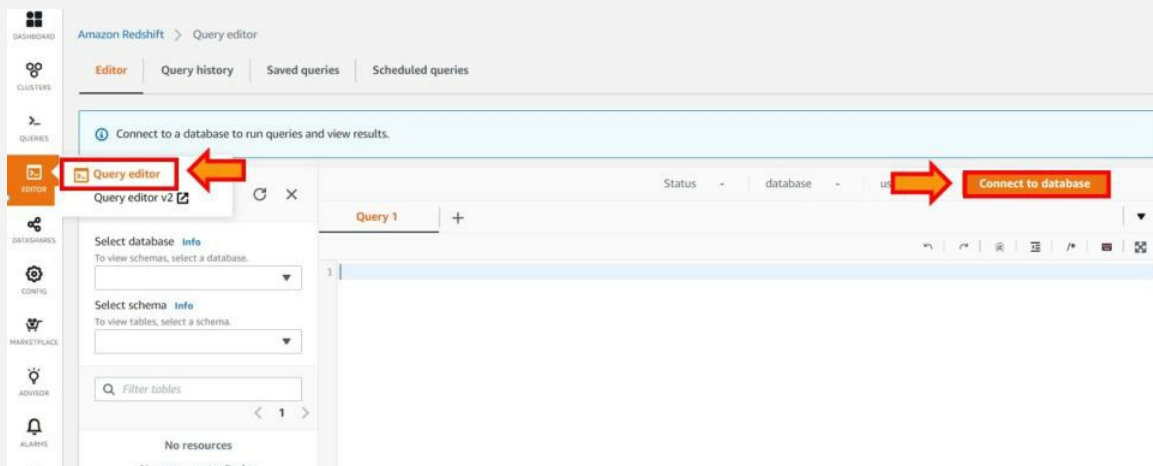 DASHBOARD
CLUSTERS
QUERIES
EDITOR
DATASHARES
CONFIG
MARKETPLACE
ADVISOR
ALARMS
Amazon Redshift > Query editor
Editor Query history Saved queries Scheduled queries
Connect to a database to run queries and view results.
Query editor
Query editor v2
Status - database - us Connect to database
Query 1 +
Select database Info
To view schemas, select a database.
1
Select schema Info
To view tables, select a schema.
Filter tables
< 1 >
No resources